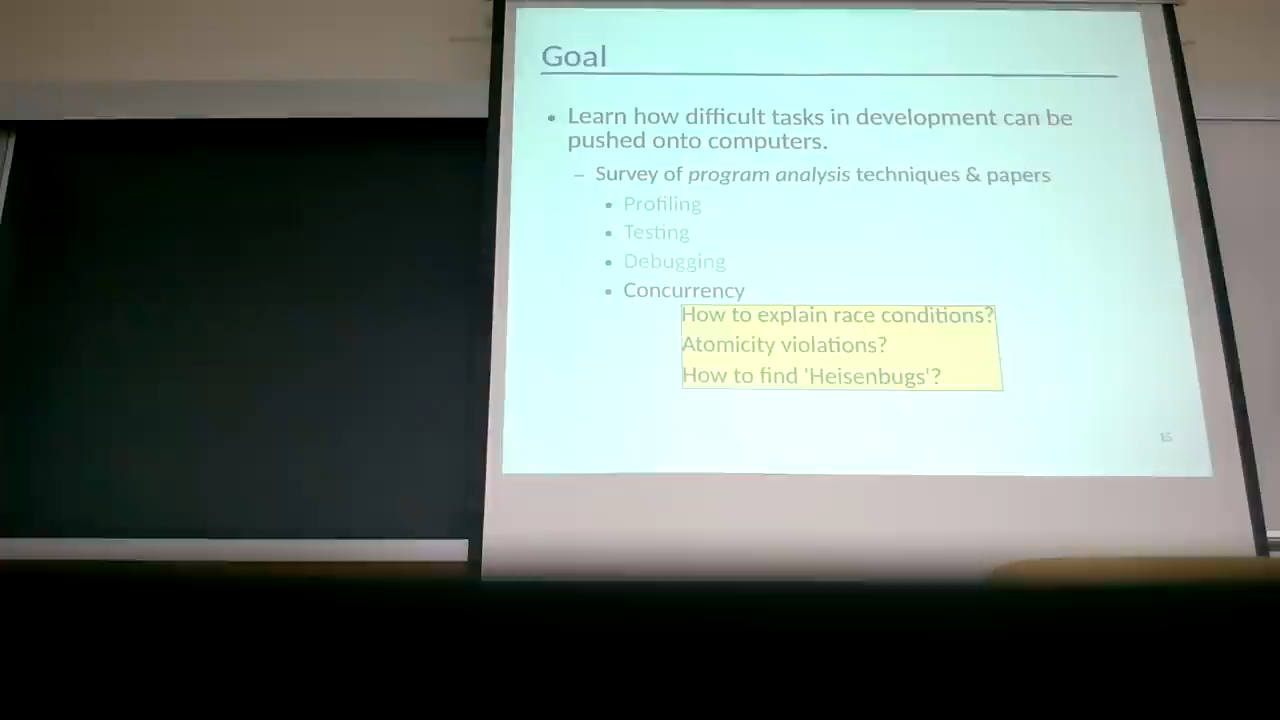 Goal
• Learn how difficult tasks in development can be
pushed onto computers.
– Survey of program analysis techniques & papers
• Profiling
• Testing
• Debugging
• Concurrency
How to explain race conditions?
Atomicity violations?
How to find 'Heisenbugs'?
15